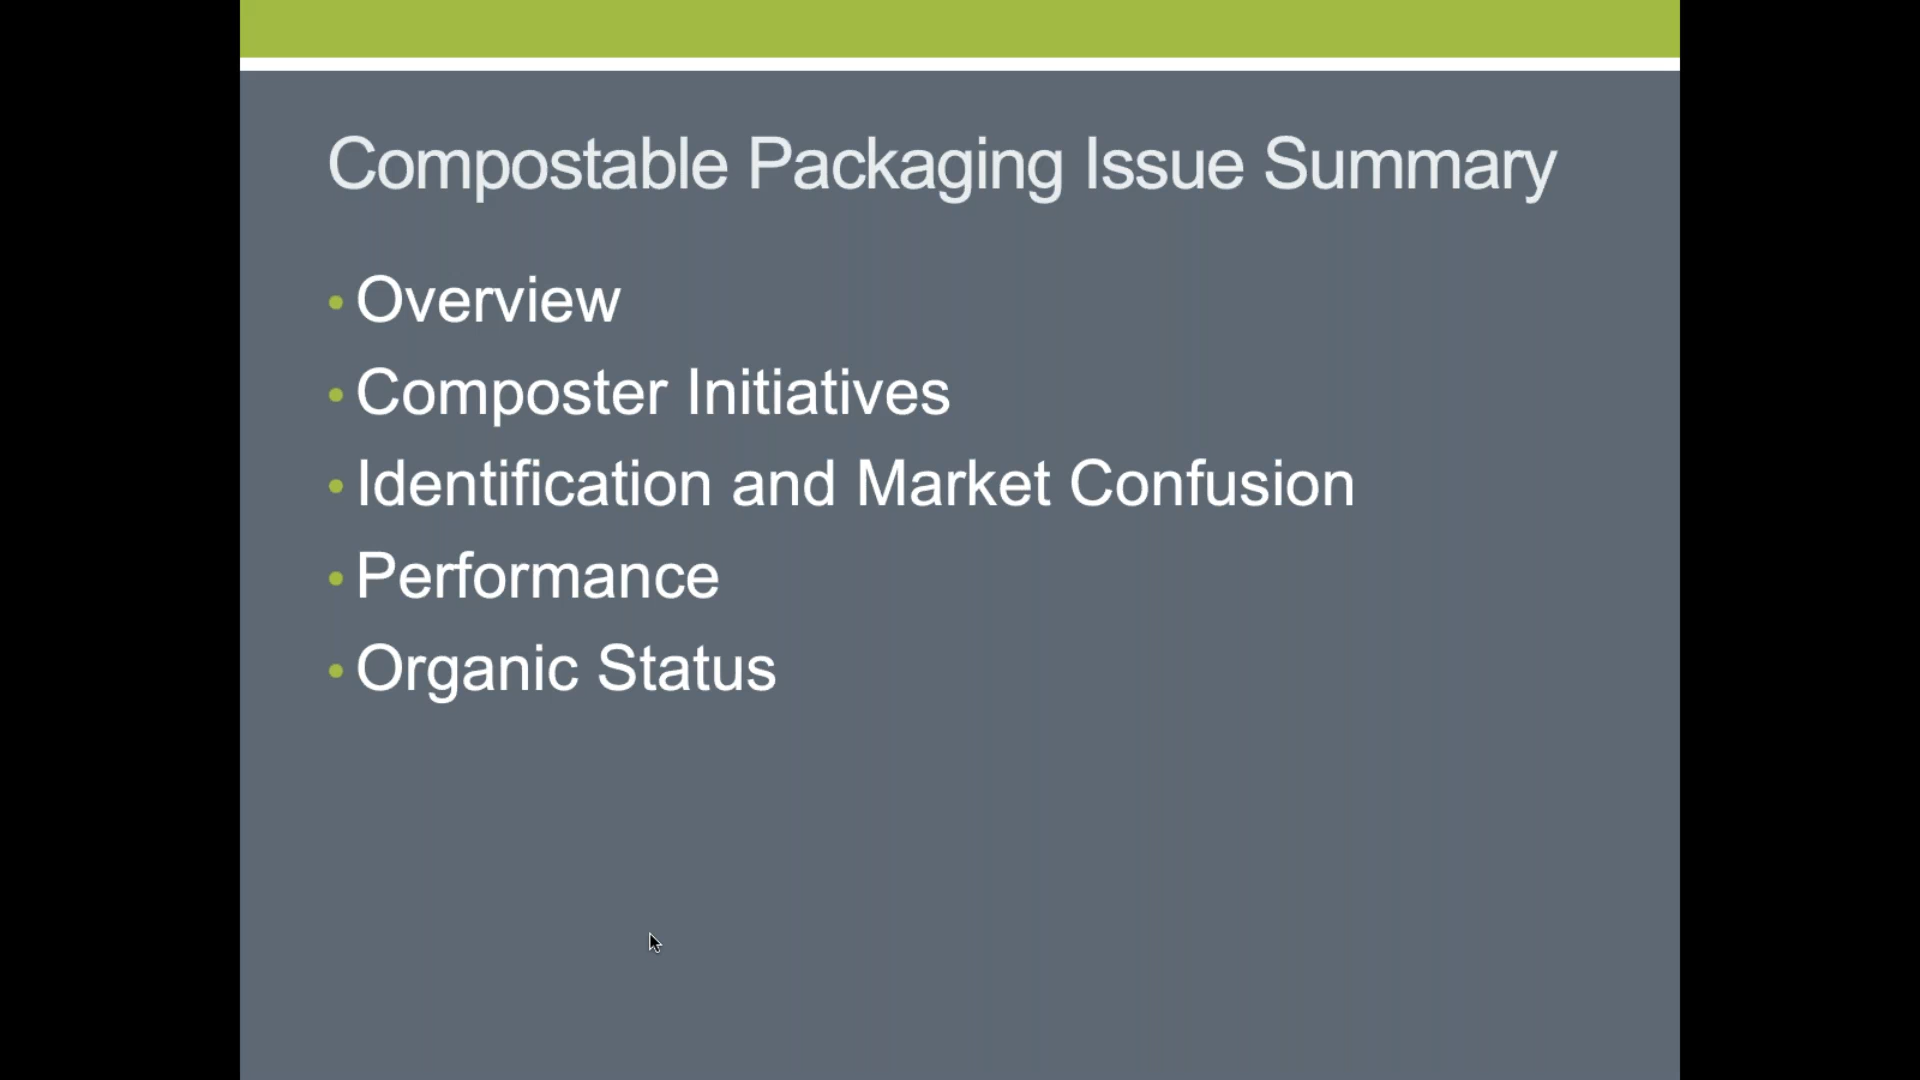 Compostable Packaging Issue Summary
• Overview
• Composter Initiatives
• Identification and Market Confusion
• Performance
• Organic Status